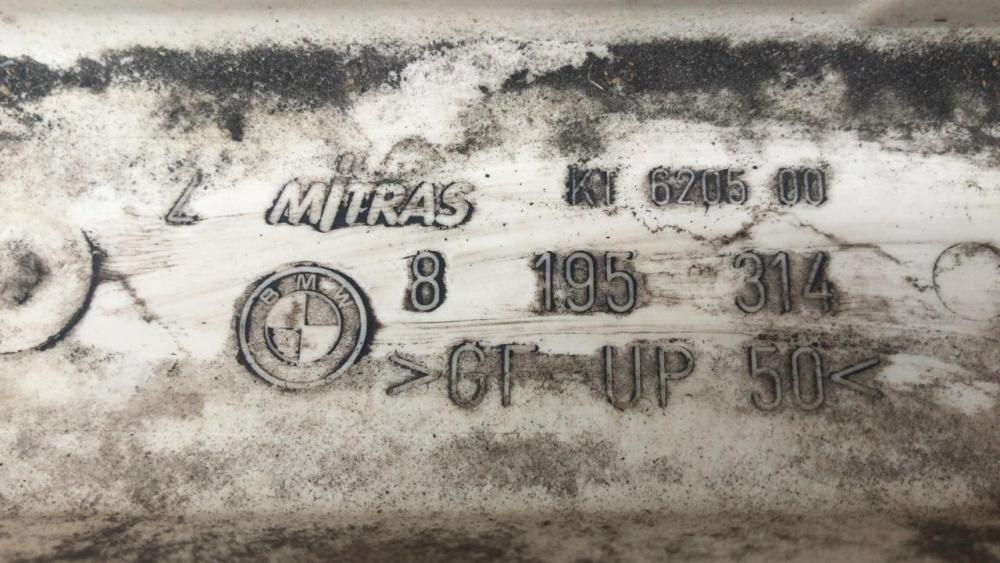 L MITRAS KT 6205 00
BMW 8 195 314
>GF-UP 50<